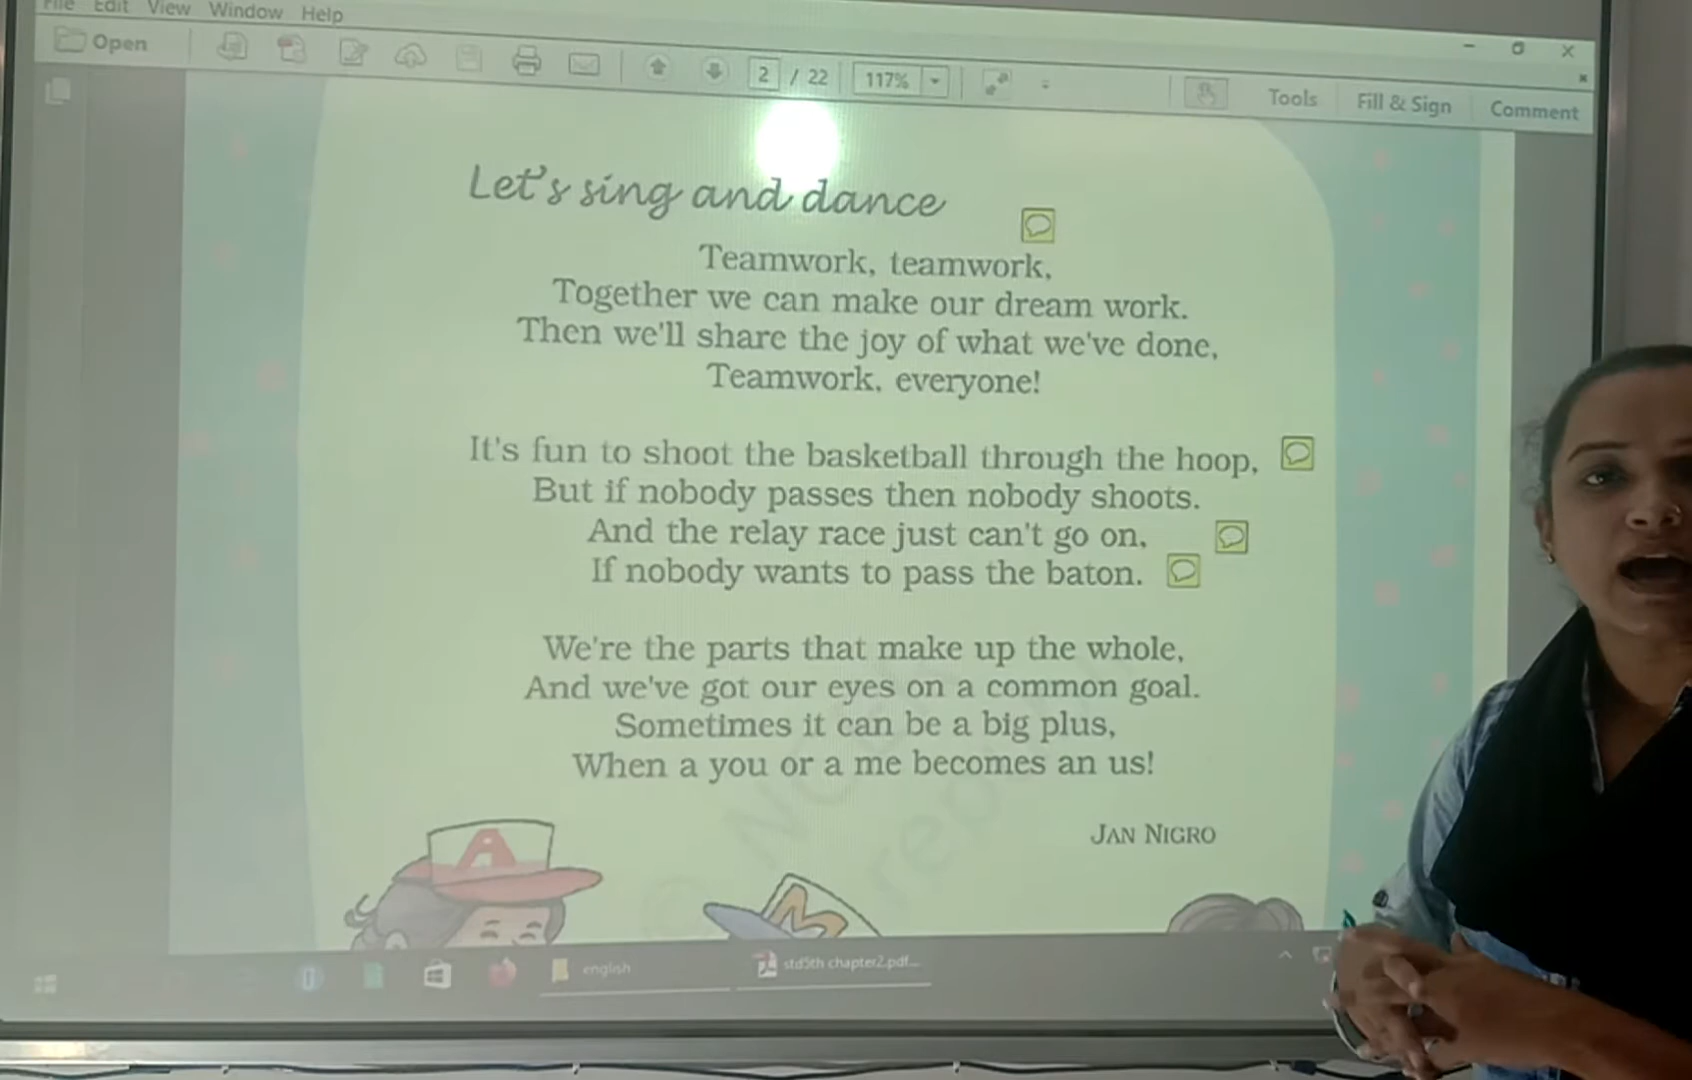 File Edit View Window Help
Open 2 / 22 117% Tools Fill & Sign Comment
Let's sing and dance
Teamwork, teamwork,
Together we can make our dream work.
Then we'll share the joy of what we've done,
Teamwork, everyone!
It's fun to shoot the basketball through the hoop,
But if nobody passes then nobody shoots.
And the relay race just can't go on,
If nobody wants to pass the baton.
We're the parts that make up the whole,
And we've got our eyes on a common goal.
Sometimes it can be a big plus,
When a you or a me becomes an us!
JAN NIGRO
A
M
english
std5th chapter2.pdf...